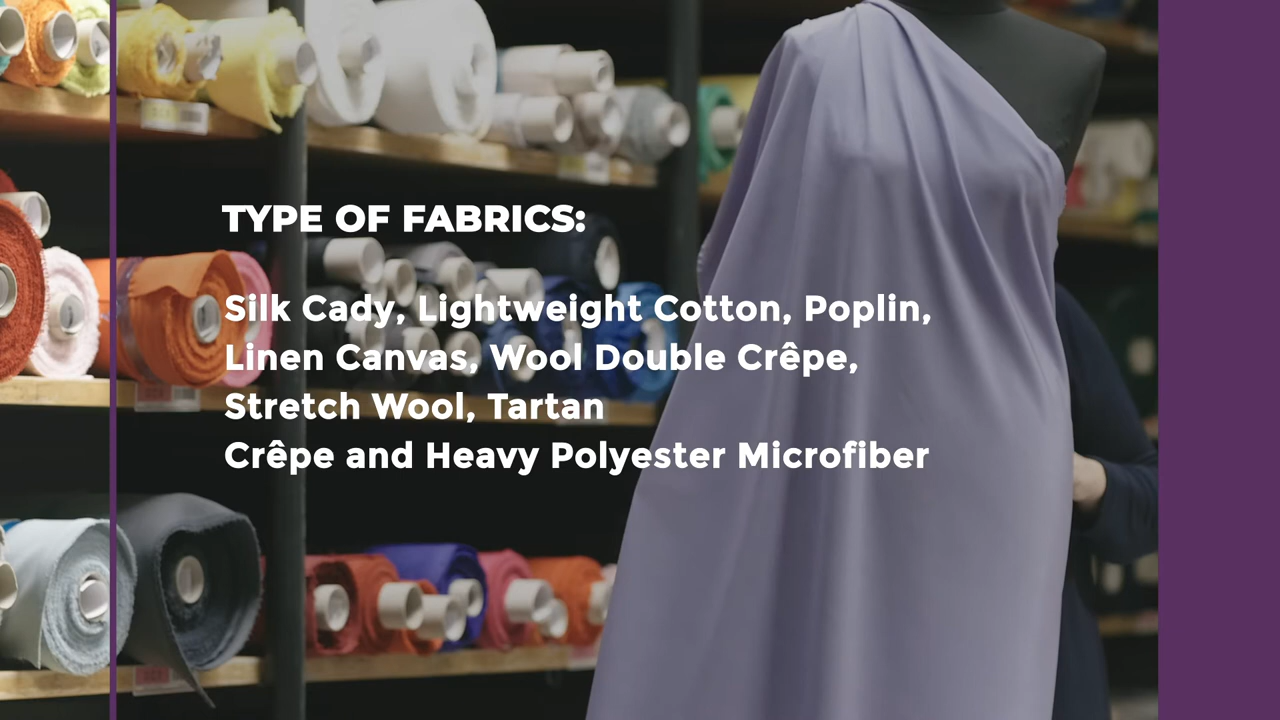 TYPE OF FABRICS:
Silk Cady, Lightweight Cotton, Poplin,
Linen Canvas, Wool Double Crêpe,
Stretch Wool, Tartan
Crêpe and Heavy Polyester Microfiber